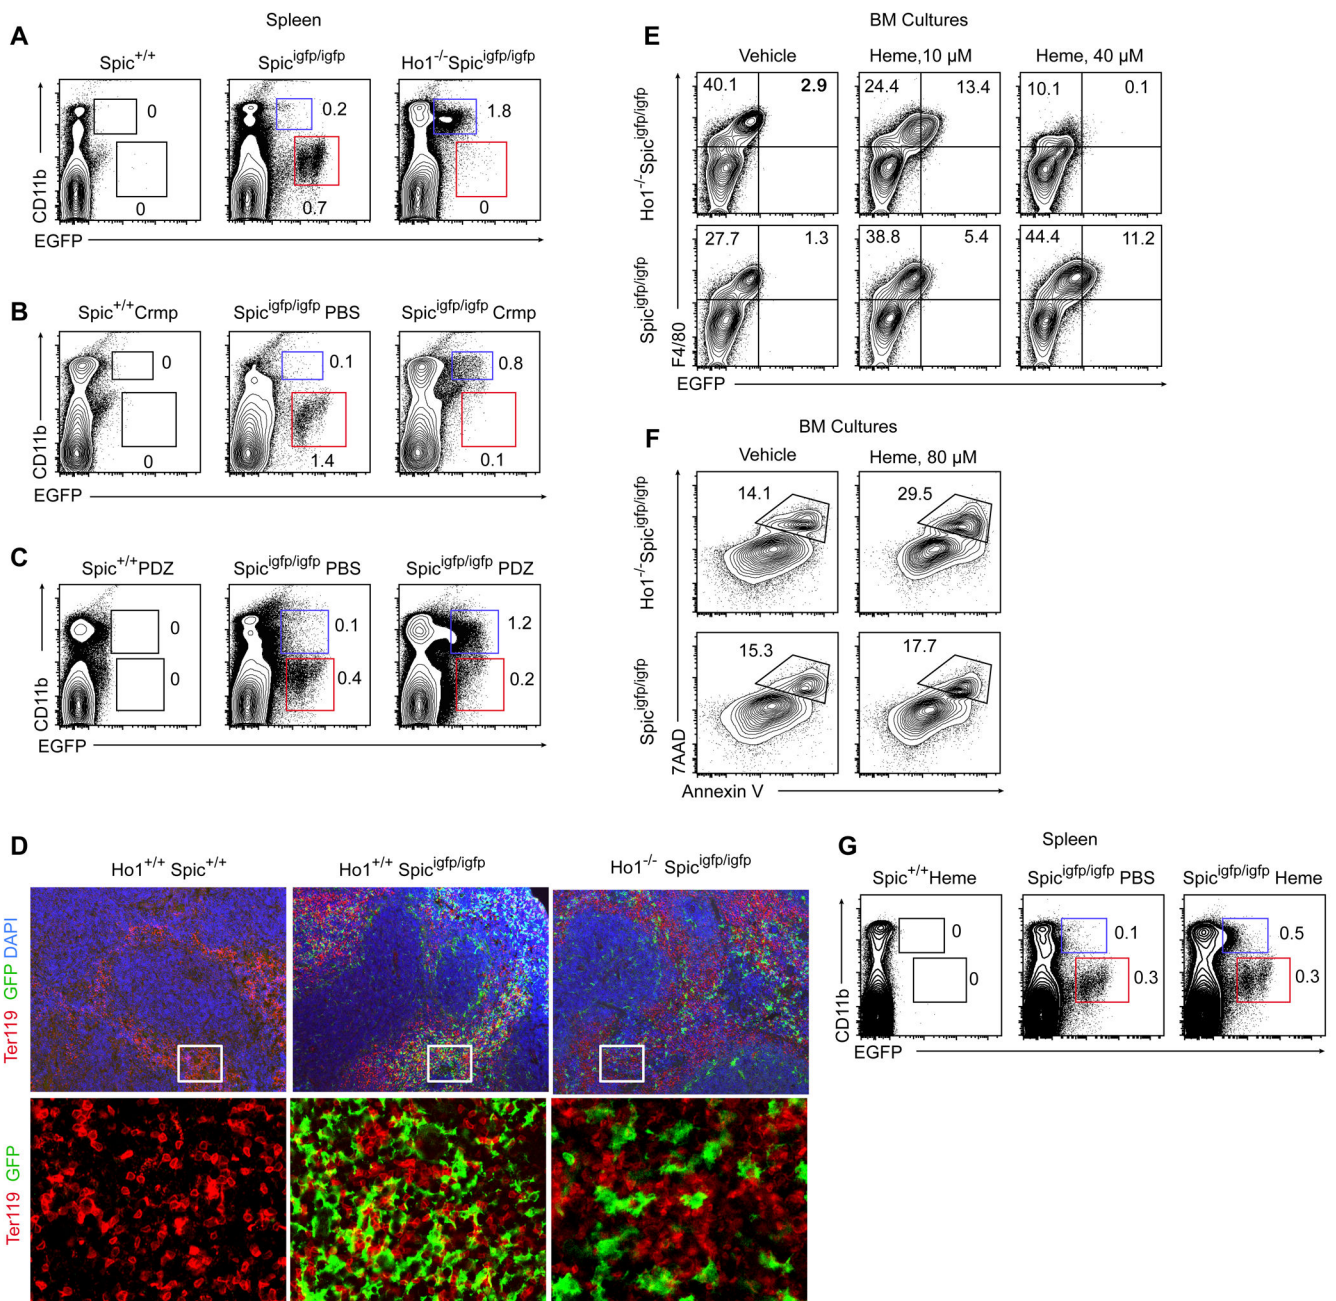 A
Spleen
Spic+/+
Spicigfp/igfp
Ho1-/-Spicigfp/igfp
0
0
0.2
0.7
1.8
0
CD11b
EGFP
B
Spic+/+Crmp
Spicigfp/igfp PBS
Spicigfp/igfp Crmp
0
0
0.1
1.4
0.8
0.1
CD11b
EGFP
C
Spic+/+PDZ
Spicigfp/igfp PBS
Spicigfp/igfp PDZ
0
0
0.1
0.4
1.2
0.2
CD11b
EGFP
D
Ho1+/+ Spic+/+
Ho1+/+ Spicigfp/igfp
Ho1-/- Spicigfp/igfp
Ter119 GFP DAPI
Ter119 GFP
E
BM Cultures
Vehicle
Heme,10 µM
Heme, 40 µM
Ho1-/-Spicigfp/igfp
40.1
2.9
24.4
13.4
10.1
0.1
Spicigfp/igfp
27.7
1.3
38.8
5.4
44.4
11.2
F4/80
EGFP
F
BM Cultures
Vehicle
Heme, 80 µM
Ho1-/-Spicigfp/igfp
14.1
29.5
Spicigfp/igfp
15.3
17.7
7AAD
Annexin V
G
Spleen
Spic+/+Heme
Spicigfp/igfp PBS
Spicigfp/igfp Heme
0
0
0.1
0.3
0.5
0.3
CD11b
EGFP